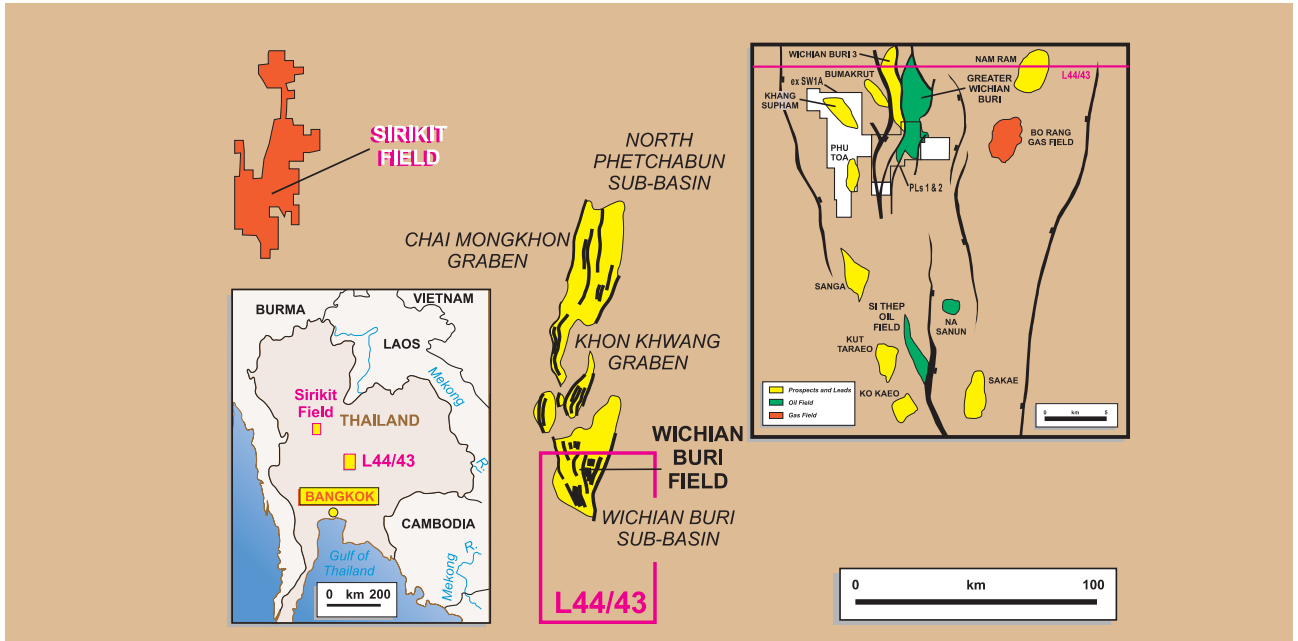 SIRIKIT
FIELD
NORTH
PHETCHABUN
SUB-BASIN
CHAI MONGKHON
GRABEN
KHON KHWANG
GRABEN
WICHIAN
BURI
FIELD
WICHIAN BURI
SUB-BASIN
L44/43
0 km 100
BURMA
VIETNAM
LAOS
Mekong
R.
Sirikit
Field
THAILAND
L44/43
BANGKOK
CAMBODIA
Gulf of
Thailand
Mekong
R.
0 km 200
WICHIAN BURI 3
NAM RAM
L44/43
BUMAKRUT
ex SW1A
GREATER
WICHIAN
BURI
KHANG
SUPHAM
BO RANG
GAS FIELD
PHU
TOA
PLs 1 & 2
SANGA
SI THEP
OIL
FIELD
NA
SANUN
KUT
TARAEO
SAKAE
KO KAEO
Prospects and Leads
Oil Field
Gas Field
0 km 5